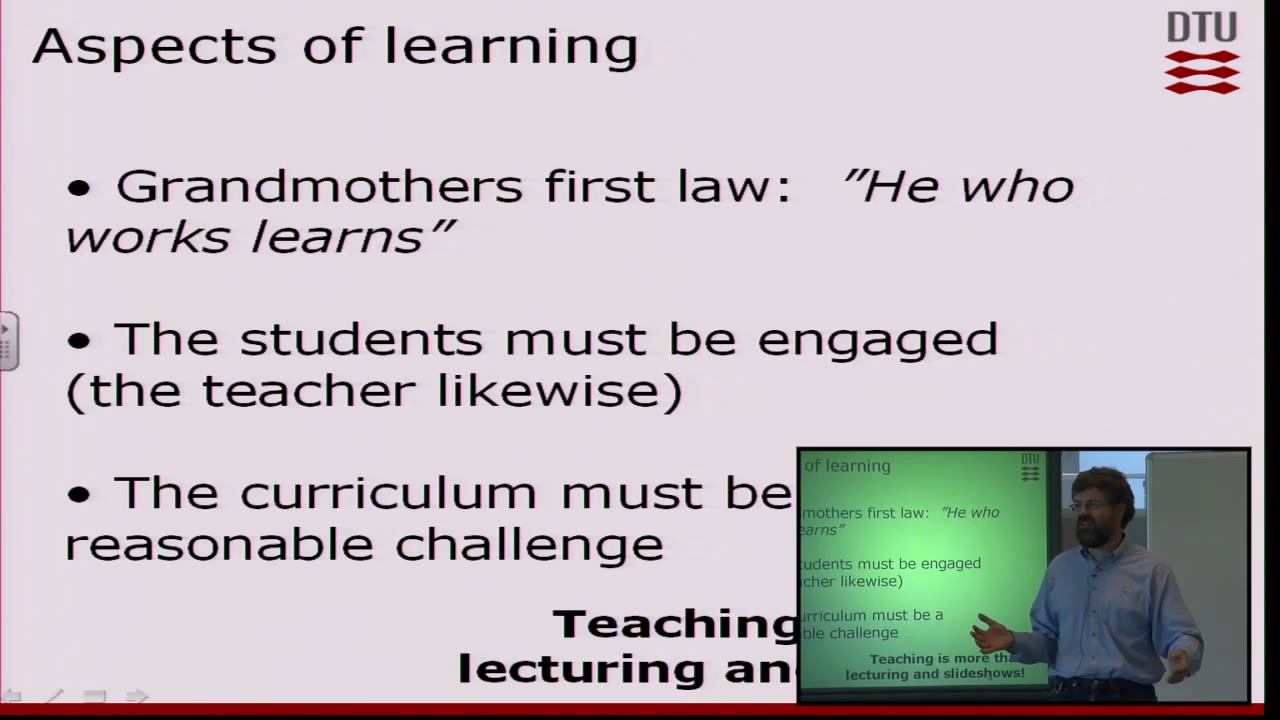 Aspects of learning
DTU
• Grandmothers first law: ”He who
works learns”
• The students must be engaged
(the teacher likewise)
• The curriculum must be
reasonable challenge
Teaching
lecturing an
of learning
DTU
mothers first law: ”He who
earns”
tudents must be engaged
cher likewise)
urriculum must be a
ble challenge
Teaching is more tha
lecturing and slideshows!